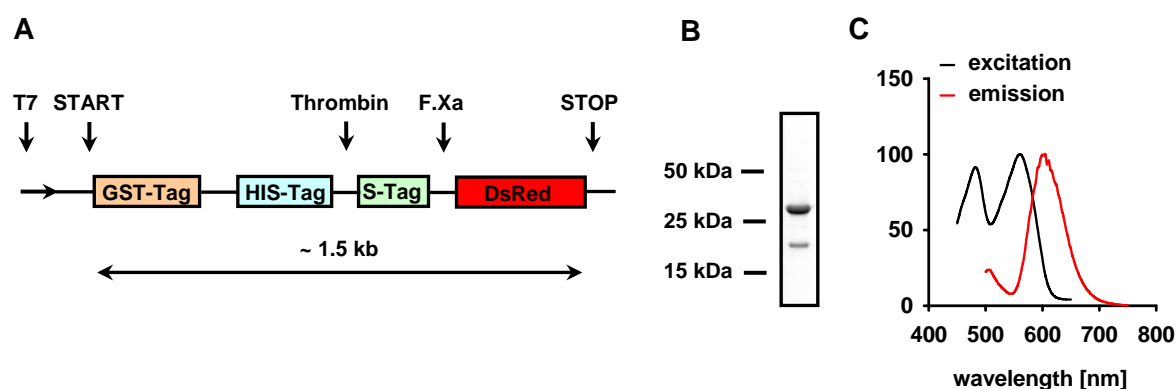 A
T7 START Thrombin F.Xa STOP
GST-Tag HIS-Tag S-Tag DsRed
~ 1.5 kb
B
50 kDa
25 kDa
15 kDa
C
excitation
emission
150
100
50
0
400 500 600 700 800
wavelength [nm]